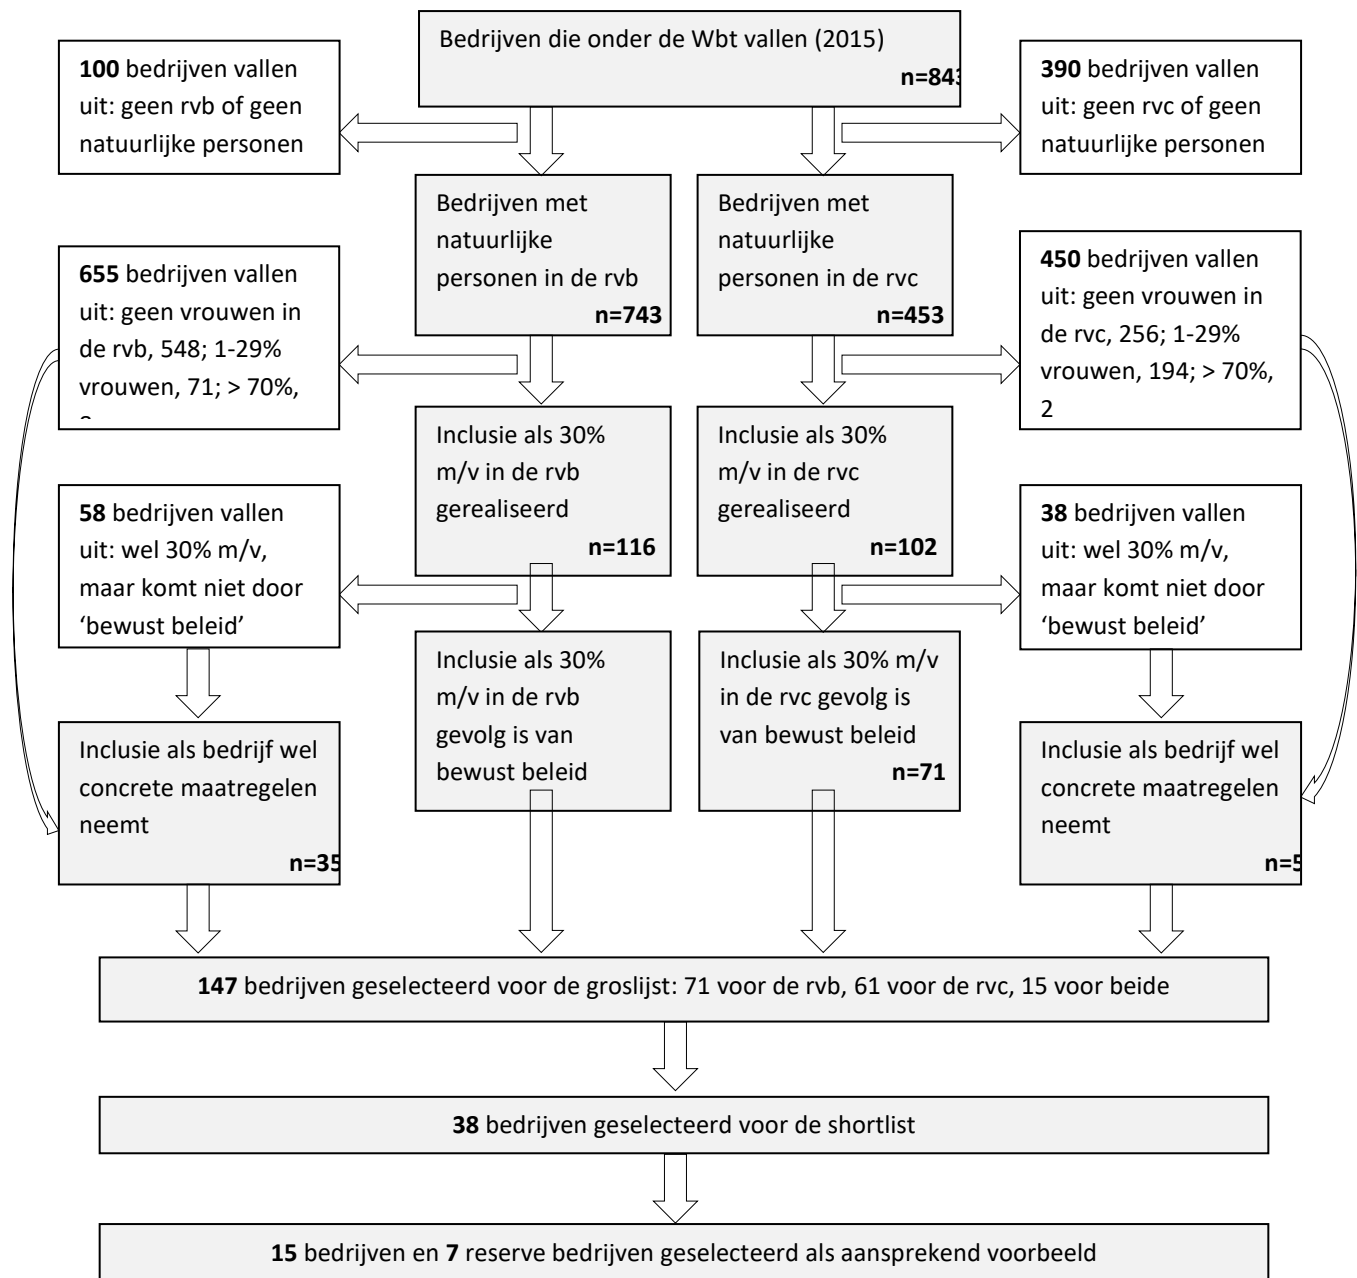 Bedrijven die onder de Wbt vallen (2015)
n=843
100 bedrijven vallen
uit: geen rvb of geen
natuurlijke personen
390 bedrijven vallen
uit: geen rvc of geen
natuurlijke personen
Bedrijven met
natuurlijke
personen in de rvb
n=743
Bedrijven met
natuurlijke
personen in de rvc
n=453
655 bedrijven vallen
uit: geen vrouwen in
de rvb, 548; 1-29%
vrouwen, 71; > 70%,
450 bedrijven vallen
uit: geen vrouwen in
de rvc, 256; 1-29%
vrouwen, 194; > 70%,
2
Inclusie als 30%
m/v in de rvb
gerealiseerd
n=116
Inclusie als 30%
m/v in de rvc
gerealiseerd
n=102
58 bedrijven vallen
uit: wel 30% m/v,
maar komt niet door
‘bewust beleid’
38 bedrijven vallen
uit: wel 30% m/v,
maar komt niet door
‘bewust beleid’
Inclusie als 30%
m/v in de rvb
gevolg is van
bewust beleid
Inclusie als 30% m/v
in de rvc gevolg is
van bewust beleid
n=71
Inclusie als bedrijf wel
concrete maatregelen
neemt
n=35
Inclusie als bedrijf wel
concrete maatregelen
neemt
n=5
147 bedrijven geselecteerd voor de groslijst: 71 voor de rvb, 61 voor de rvc, 15 voor beide
38 bedrijven geselecteerd voor de shortlist
15 bedrijven en 7 reserve bedrijven geselecteerd als aansprekend voorbeeld